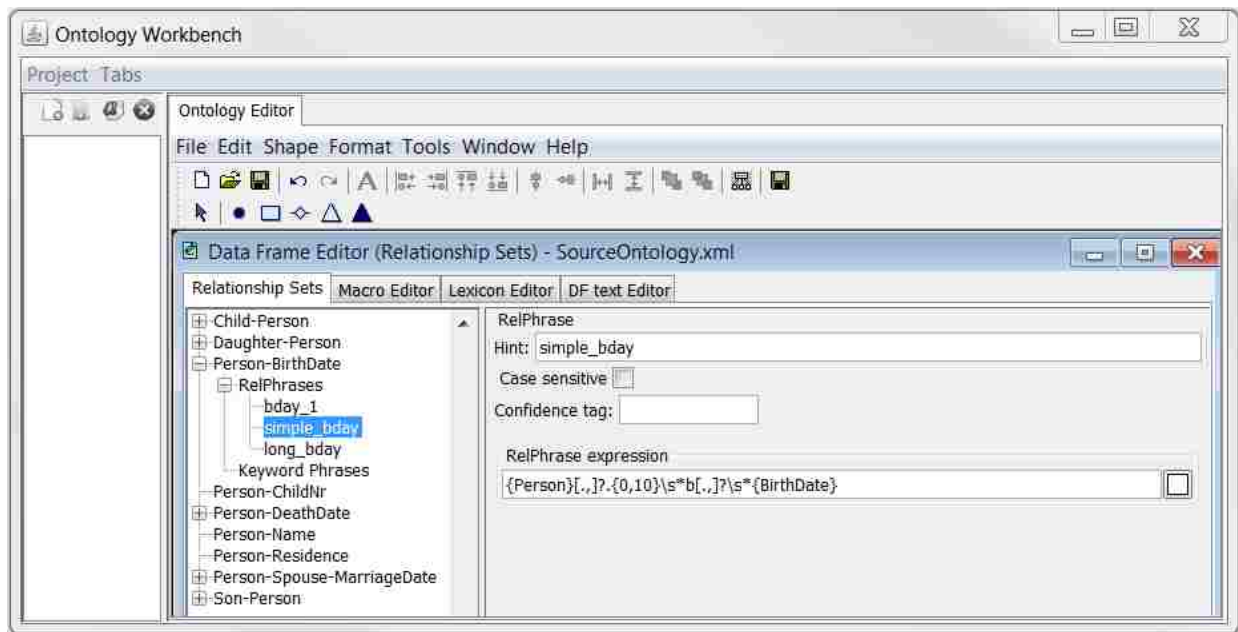 Ontology Workbench
Project Tabs
Ontology Editor
File Edit Shape Format Tools Window Help
A
Data Frame Editor (Relationship Sets) - SourceOntology.xml
Relationship Sets Macro Editor Lexicon Editor DF text Editor
Child-Person
Daughter-Person
Person-BirthDate
RelPhrases
bday_1
simple_bday
long_bday
Keyword Phrases
Person-ChildNr
Person-DeathDate
Person-Name
Person-Residence
Person-Spouse-MarriageDate
Son-Person
RelPhrase
Hint: simple_bday
Case sensitive
Confidence tag:
RelPhrase expression
{Person}[.,]?.{0,10}\s*b[.,]?\s*{BirthDate}